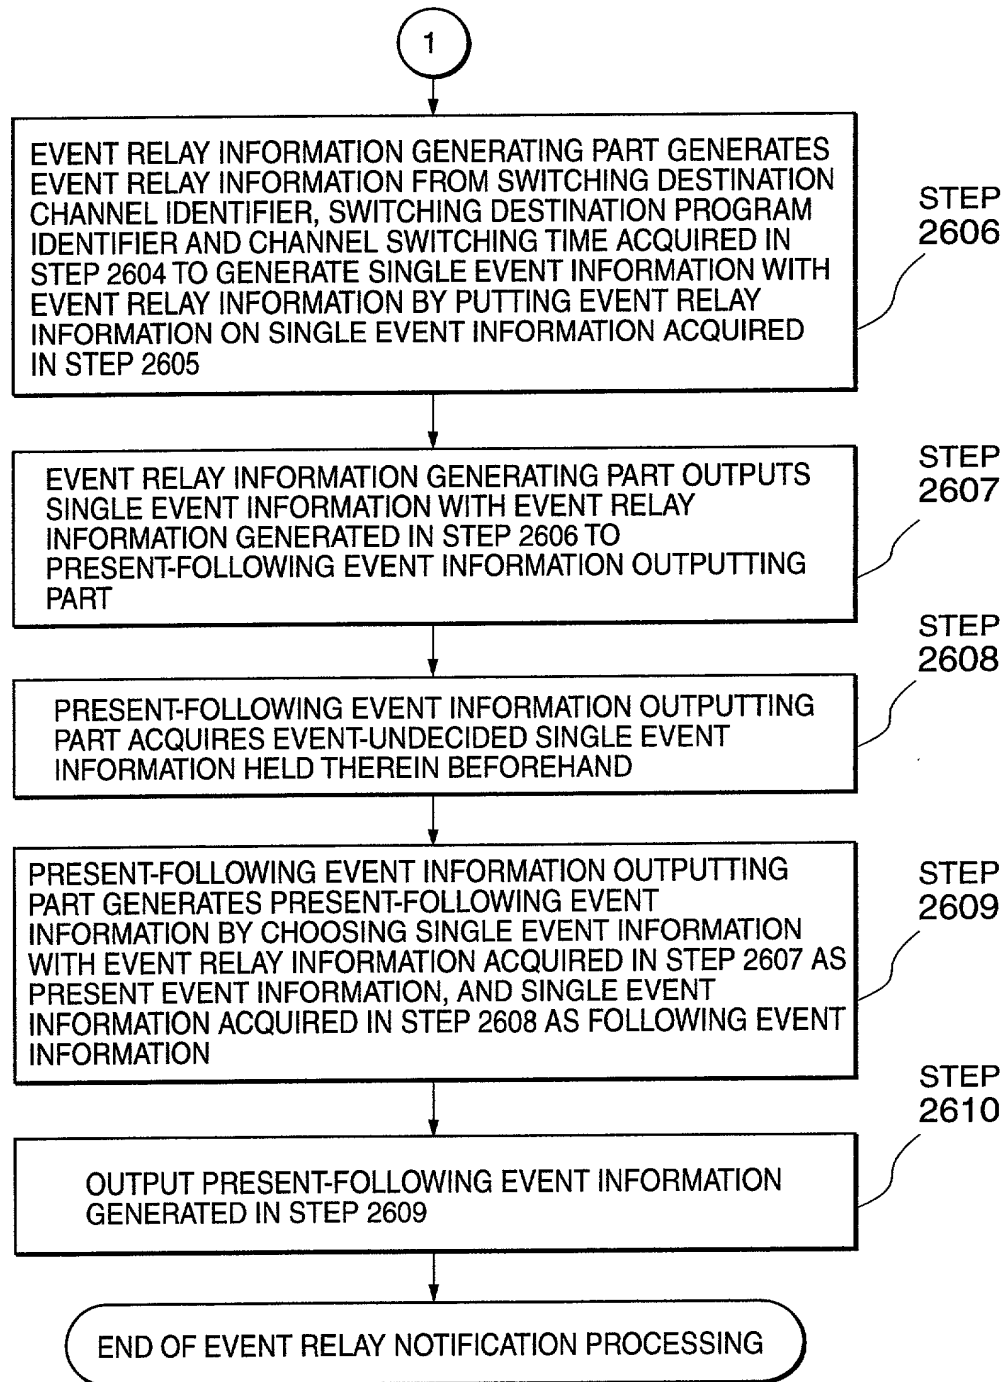 1
EVENT RELAY INFORMATION GENERATING PART GENERATES
EVENT RELAY INFORMATION FROM SWITCHING DESTINATION
CHANNEL IDENTIFIER, SWITCHING DESTINATION PROGRAM
IDENTIFIER AND CHANNEL SWITCHING TIME ACQUIRED IN
STEP 2604 TO GENERATE SINGLE EVENT INFORMATION WITH
EVENT RELAY INFORMATION BY PUTTING EVENT RELAY
INFORMATION ON SINGLE EVENT INFORMATION ACQUIRED
IN STEP 2605
STEP
2606
EVENT RELAY INFORMATION GENERATING PART OUTPUTS
SINGLE EVENT INFORMATION WITH EVENT RELAY
INFORMATION GENERATED IN STEP 2606 TO
PRESENT-FOLLOWING EVENT INFORMATION OUTPUTTING
PART
STEP
2607
PRESENT-FOLLOWING EVENT INFORMATION OUTPUTTING
PART ACQUIRES EVENT-UNDECIDED SINGLE EVENT
INFORMATION HELD THEREIN BEFOREHAND
STEP
2608
PRESENT-FOLLOWING EVENT INFORMATION OUTPUTTING
PART GENERATES PRESENT-FOLLOWING EVENT
INFORMATION BY CHOOSING SINGLE EVENT INFORMATION
WITH EVENT RELAY INFORMATION ACQUIRED IN STEP 2607 AS
PRESENT EVENT INFORMATION, AND SINGLE EVENT
INFORMATION ACQUIRED IN STEP 2608 AS FOLLOWING EVENT
INFORMATION
STEP
2609
OUTPUT PRESENT-FOLLOWING EVENT INFORMATION
GENERATED IN STEP 2609
STEP
2610
END OF EVENT RELAY NOTIFICATION PROCESSING